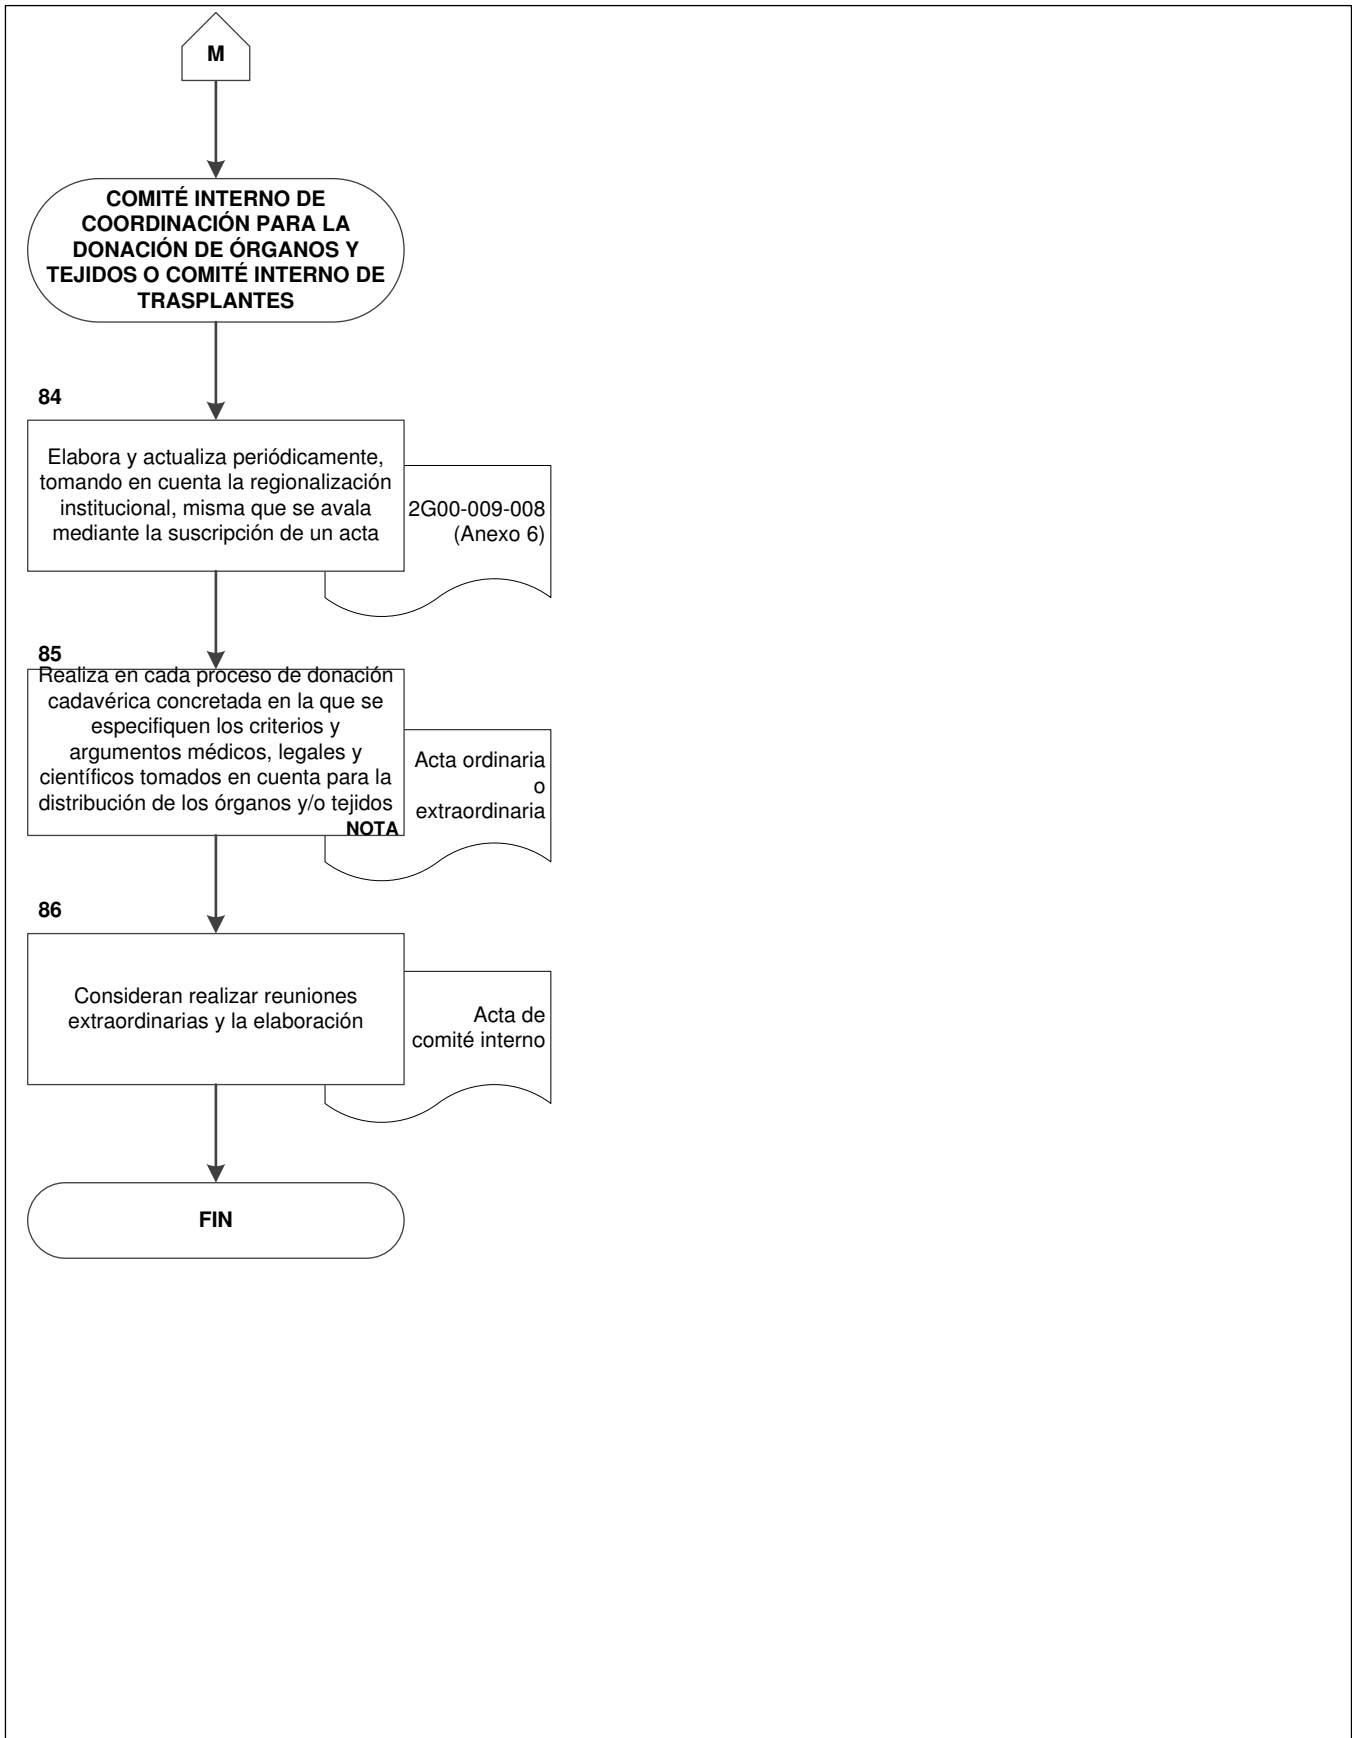 M
COMITÉ INTERNO DE
COORDINACIÓN PARA LA
DONACIÓN DE ÓRGANOS Y
TEJIDOS O COMITÉ INTERNO DE
TRASPLANTES
84
Elabora y actualiza periódicamente,
tomando en cuenta la regionalización
institucional, misma que se avala
mediante la suscripción de un acta
2G00-009-008
(Anexo 6)
85
Realiza en cada proceso de donación
cadavérica concretada en la que se
especifiquen los criterios y
argumentos médicos, legales y
científicos tomados en cuenta para la
distribución de los órganos y/o tejidos
NOTA
Acta ordinaria
o
extraordinaria
86
Consideran realizar reuniones
extraordinarias y la elaboración
Acta de
comité interno
FIN